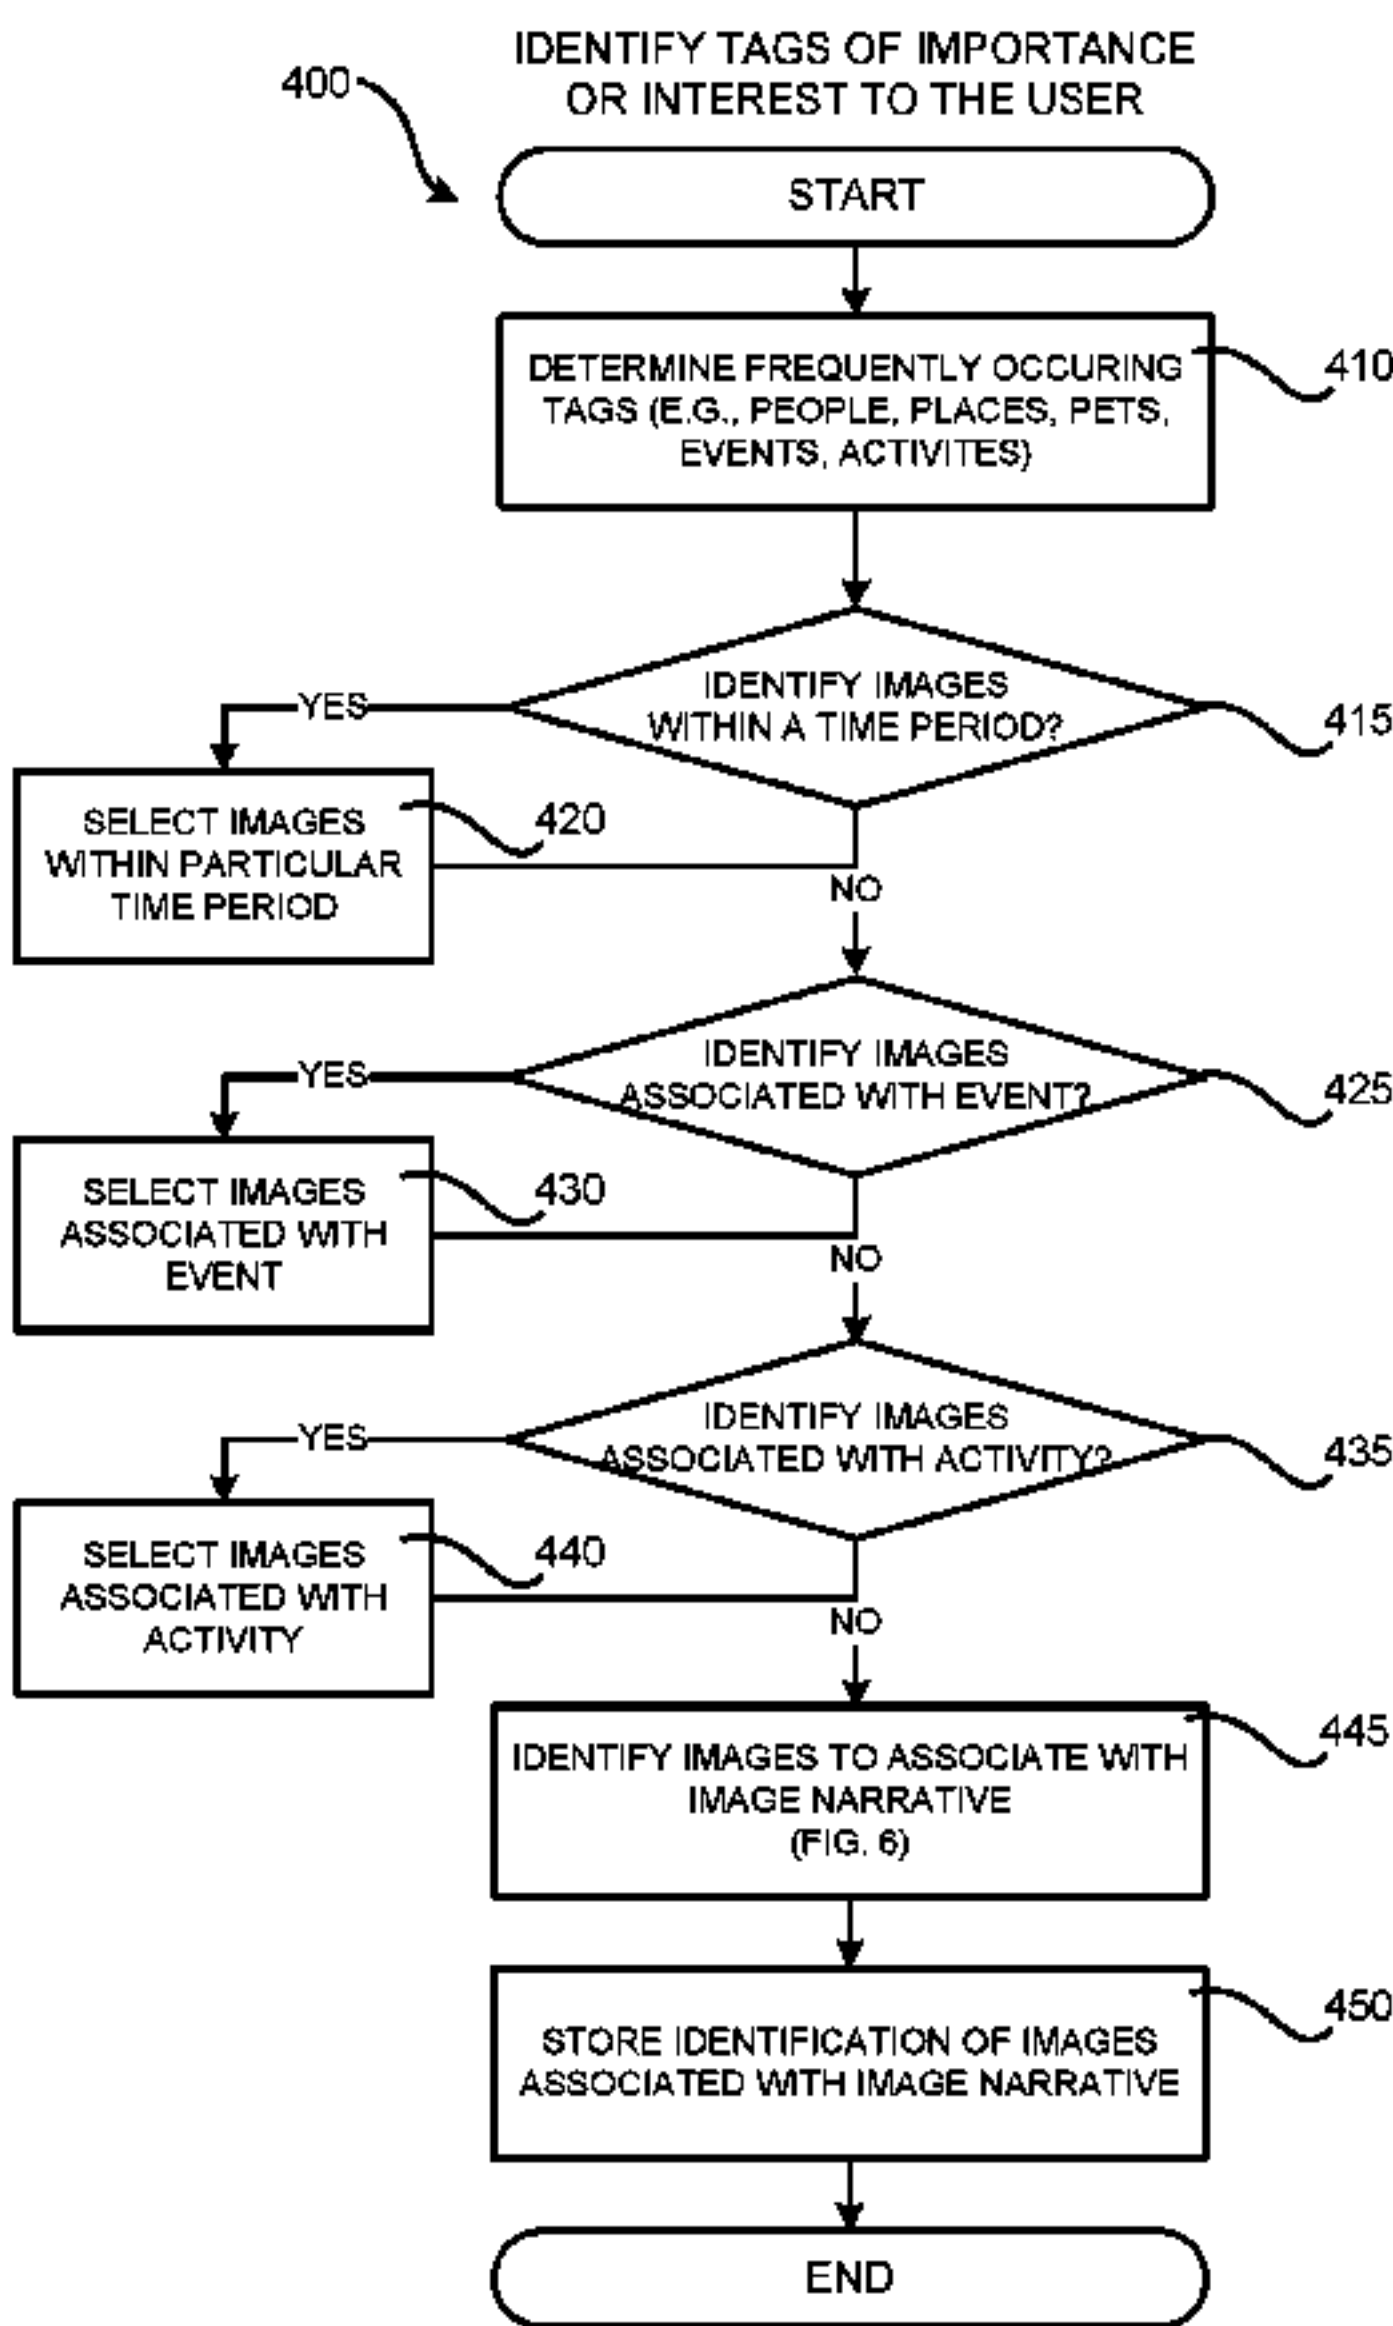 IDENTIFY TAGS OF IMPORTANCE
OR INTEREST TO THE USER
400
START
DETERMINE FREQUENTLY OCCURING
TAGS (E.G., PEOPLE, PLACES, PETS,
EVENTS, ACTIVITES)
410
IDENTIFY IMAGES
WITHIN A TIME PERIOD?
415
YES
SELECT IMAGES
WITHIN PARTICULAR
TIME PERIOD
420
NO
IDENTIFY IMAGES
ASSOCIATED WITH EVENT?
425
YES
SELECT IMAGES
ASSOCIATED WITH
EVENT
430
NO
IDENTIFY IMAGES
ASSOCIATED WITH ACTIVITY?
435
YES
SELECT IMAGES
ASSOCIATED WITH
ACTIVITY
440
NO
IDENTIFY IMAGES TO ASSOCIATE WITH
IMAGE NARRATIVE
(FIG. 6)
445
STORE IDENTIFICATION OF IMAGES
ASSOCIATED WITH IMAGE NARRATIVE
450
END